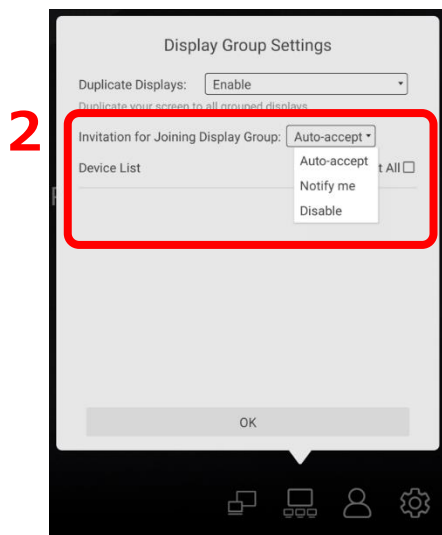 Display Group Settings
Duplicate Displays: Enable
Duplicate your screen to all grouped displays
2
Invitation for Joining Display Group: Auto-accept
Device List
t All
Auto-accept
Notify me
Disable
OK